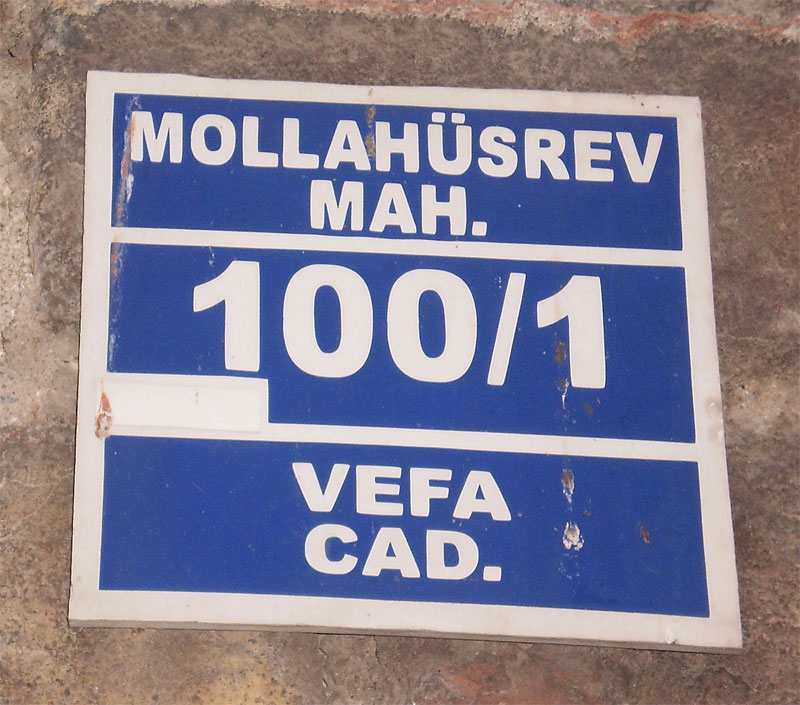 MOLLAHÜSREV
MAH.
100/1
VEFA
CAD.